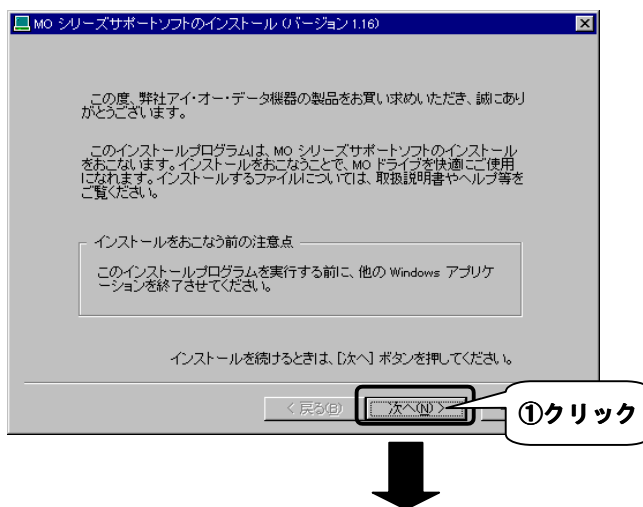 MO シリーズサポートソフトのインストール (バージョン 1.16)
この度、弊社アイ・オー・データ機器の製品をお買い求めいただき、誠にあり
がとうございます。
このインストールプログラムは、MO シリーズサポートソフトのインストール
をおこないます。インストールをおこなうことで、MO ドライブを快適にご使用
になれます。インストールするファイルについては、取扱説明書やヘルプ等を
ご覧ください。
インストールをおこなう前の注意点
このインストールプログラムを実行する前に、他の Windows アプリケ
ーションを終了させてください。
インストールを続けるときは、[次へ] ボタンを押してください。
< 戻る(B)
次へ(N) >
①クリック